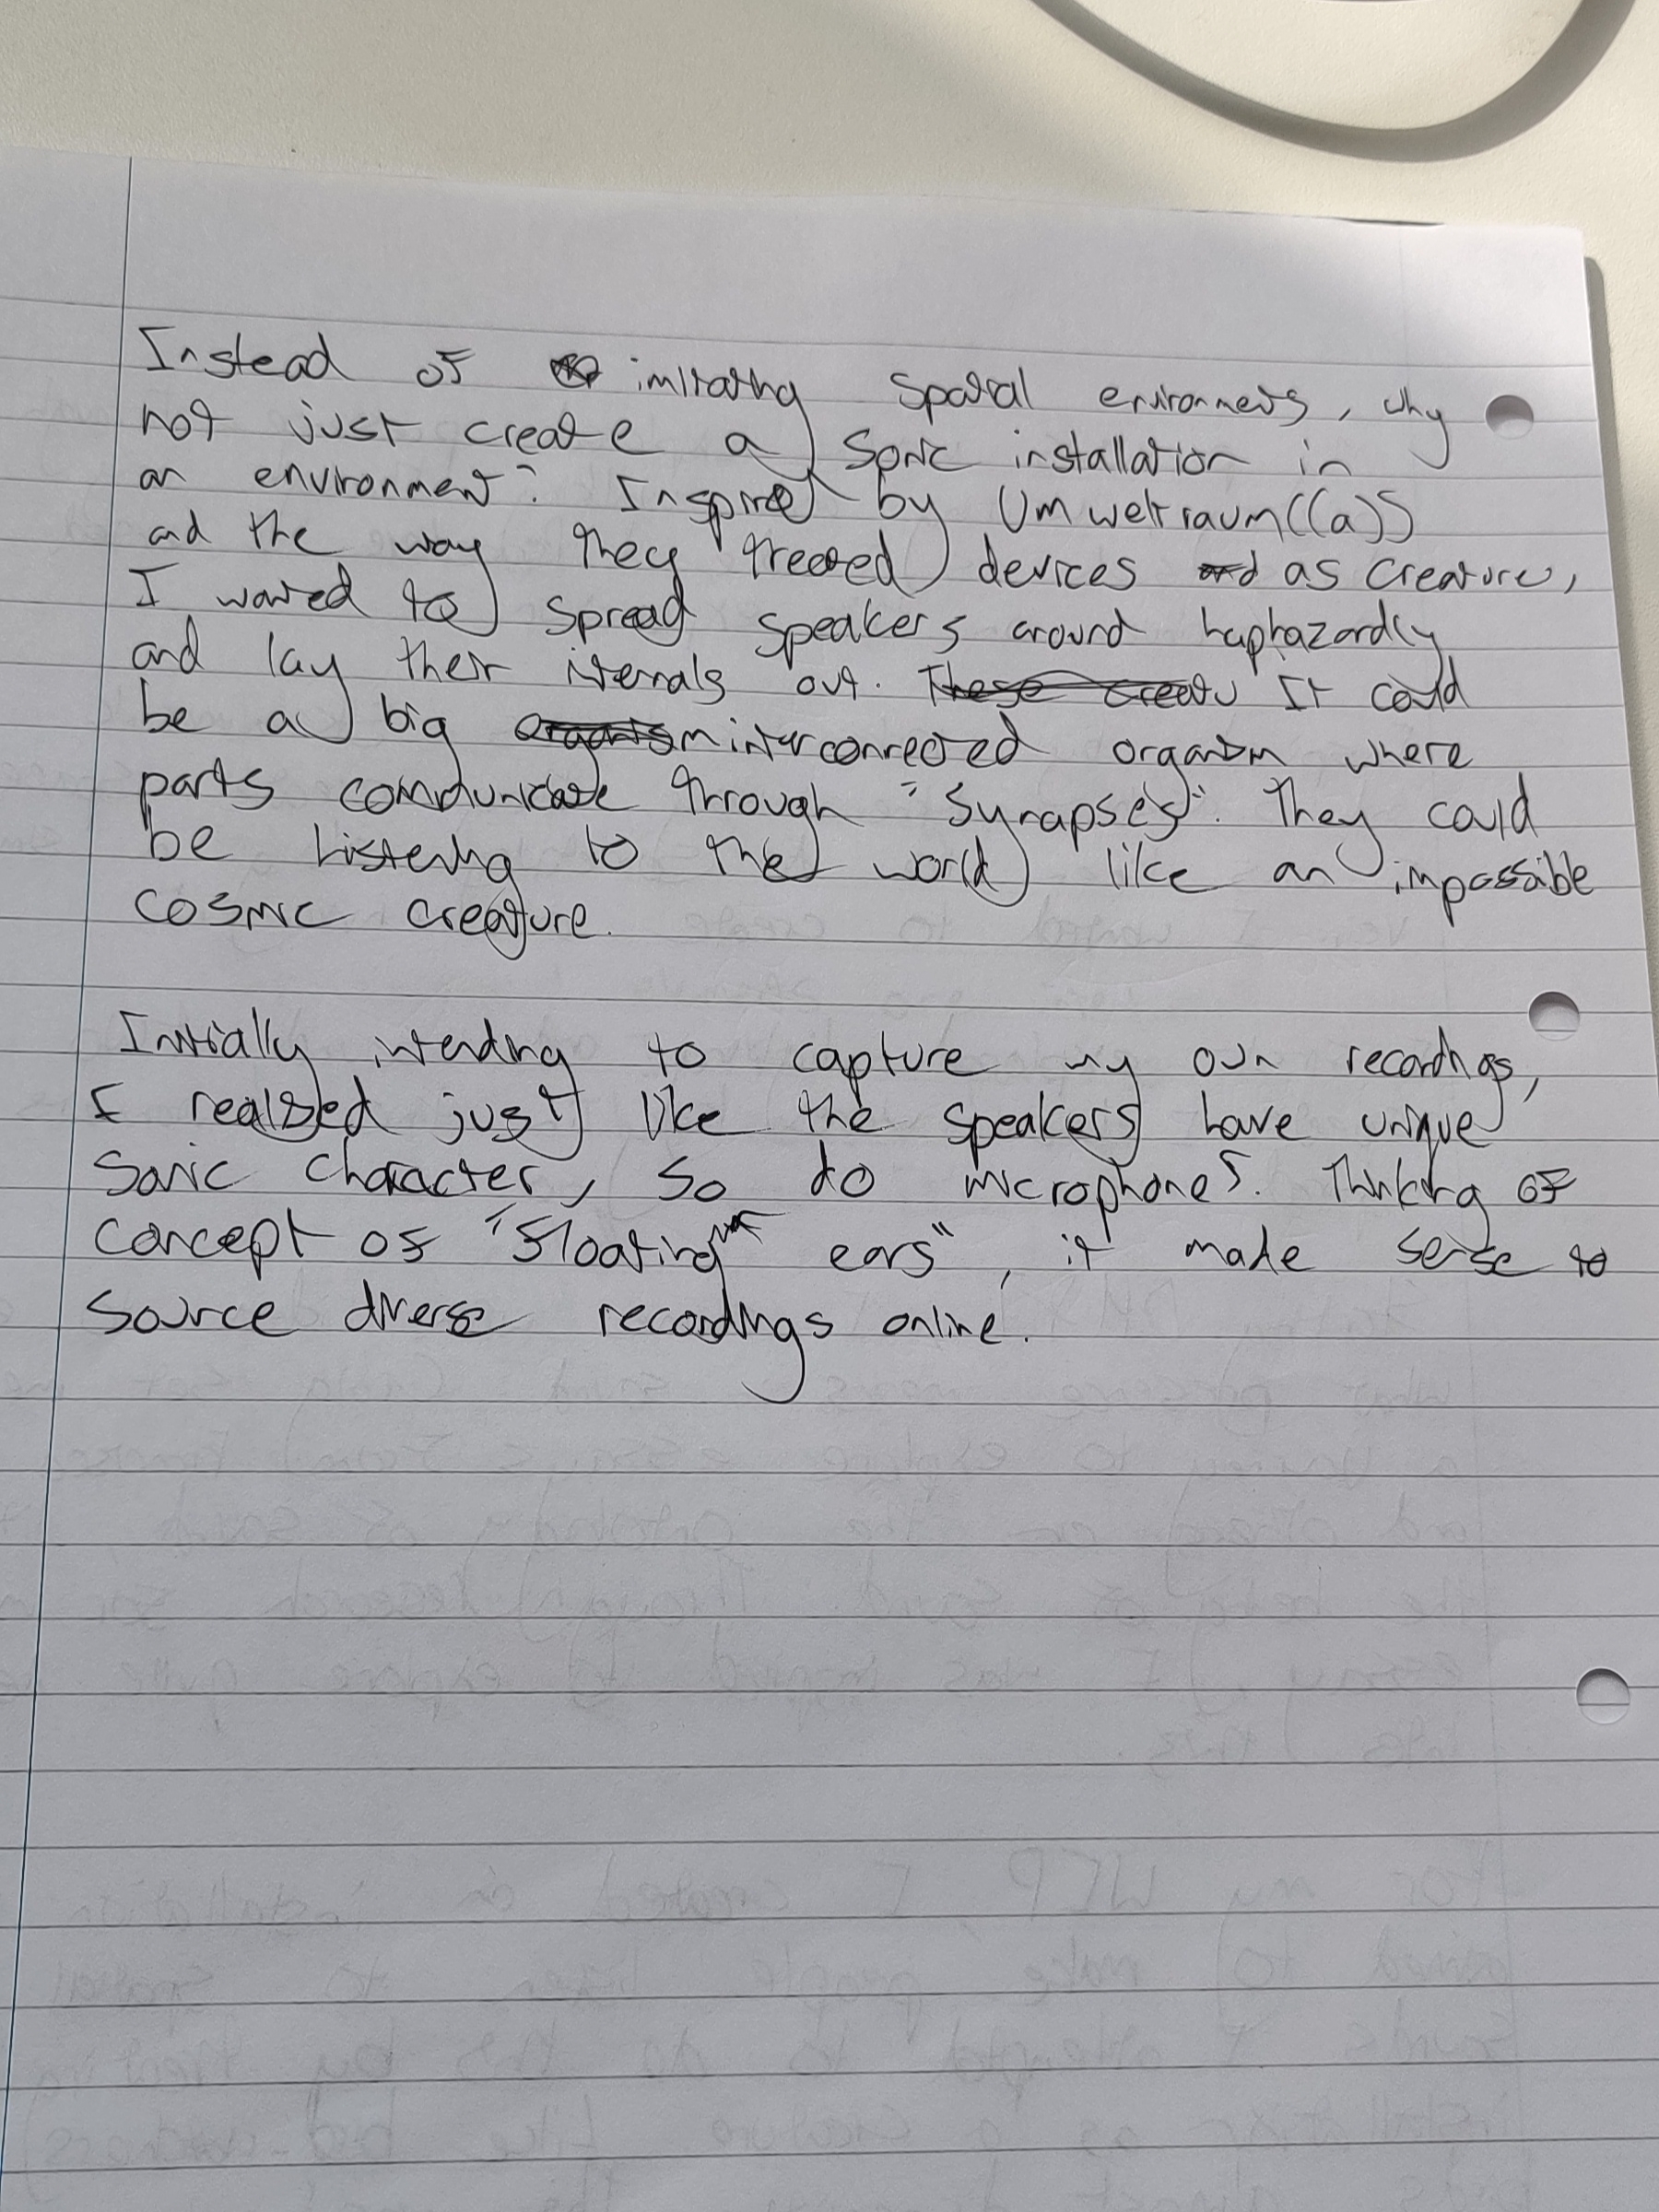 Instead of imitating spatial environments, why
not just create a sonic installation in
an environment? Inspired by Umweltraum((a))
and the way they treated devices as creature,
I wanted to spread speakers around haphazardly
and lay their internals out. These creatu It could
be a big organism interconnected organism where
parts communicate through "synapses". They could
be listening to the world like an impossible
cosmic creature.
Initially intending to capture my own recordings,
I realised just like the speakers have unique
sonic character, so do microphones. Thinking of
concept of "floating ears", it made sense to
source diverse recordings online.